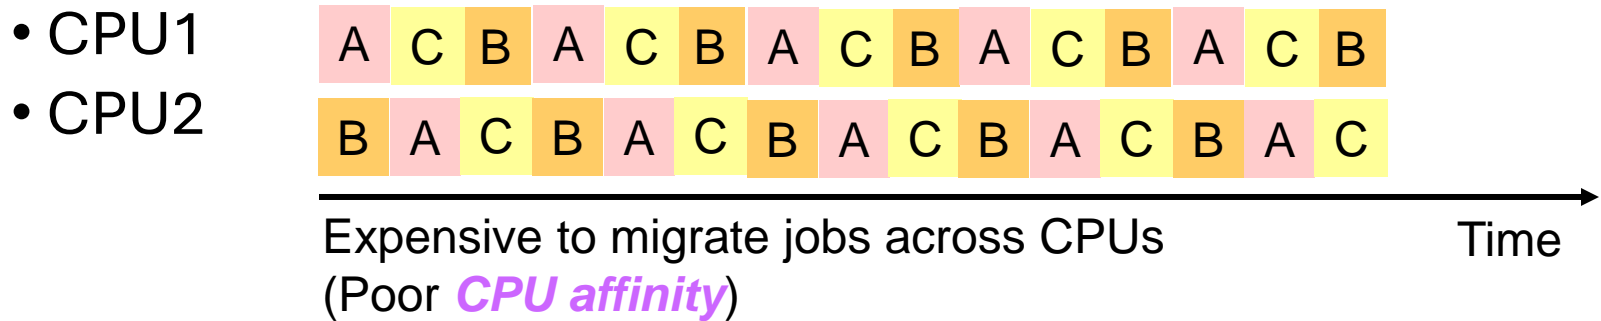 • CPU1 A C B A C B A C B A C B A C B
• CPU2 B A C B A C B A C B A C B A C
Expensive to migrate jobs across CPUs Time
(Poor CPU affinity)